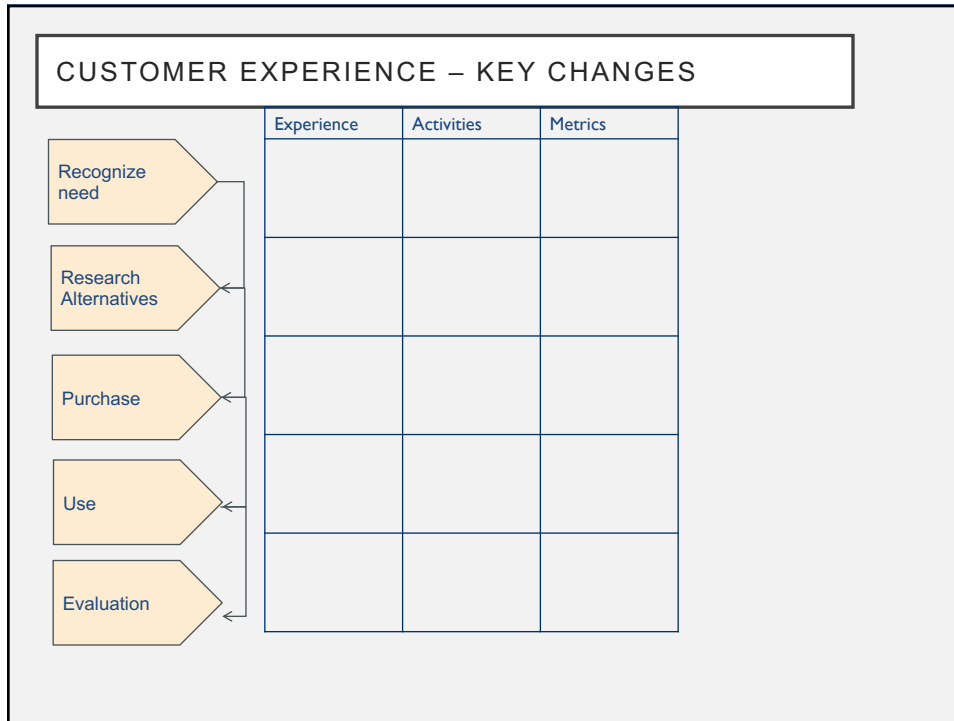 CUSTOMER EXPERIENCE – KEY CHANGES
Experience Activities Metrics
Recognize
need
Research
Alternatives
Purchase
Use
Evaluation